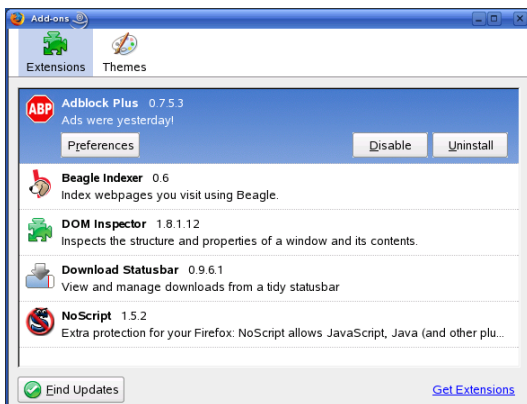 Add-ons
Extensions Themes
ABP
Adblock Plus 0.7.5.3
Ads were yesterday!
Preferences Disable Uninstall
Beagle Indexer 0.6
Index webpages you visit using Beagle.
DOM Inspector 1.8.1.12
Inspects the structure and properties of a window and its contents.
Download Statusbar 0.9.6.1
View and manage downloads from a tidy statusbar
NoScript 1.5.2
Extra protection for your Firefox: NoScript allows JavaScript, Java (and other plu...
Find Updates Get Extensions